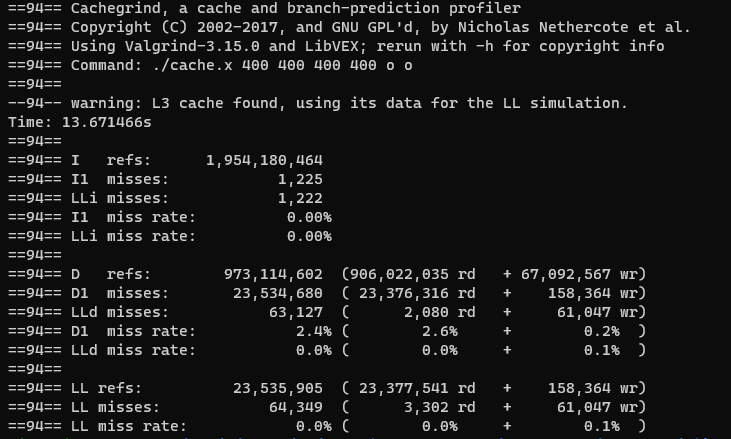 ==94== Cachegrind, a cache and branch-prediction profiler
==94== Copyright (C) 2002-2017, and GNU GPL'd, by Nicholas Nethercote et al.
==94== Using Valgrind-3.15.0 and LibVEX; rerun with -h for copyright info
==94== Command: ./cache.x 400 400 400 400 o o
==94==
--94-- warning: L3 cache found, using its data for the LL simulation.
Time: 13.671466s
==94==
==94== I   refs:      1,954,180,464
==94== I1  misses:            1,225
==94== LLi misses:            1,222
==94== I1  miss rate:          0.00%
==94== LLi miss rate:          0.00%
==94==
==94== D   refs:        973,114,602  (906,022,035 rd   + 67,092,567 wr)
==94== D1  misses:       23,534,680  ( 23,376,316 rd   +    158,364 wr)
==94== LLd misses:           63,127  (      2,080 rd   +     61,047 wr)
==94== D1  miss rate:           2.4% (        2.6%     +        0.2%  )
==94== LLd miss rate:           0.0% (        0.0%     +        0.1%  )
==94==
==94== LL refs:          23,535,905  ( 23,377,541 rd   +    158,364 wr)
==94== LL misses:            64,349  (      3,302 rd   +     61,047 wr)
==94== LL miss rate:            0.0% (        0.0%     +        0.1%  )